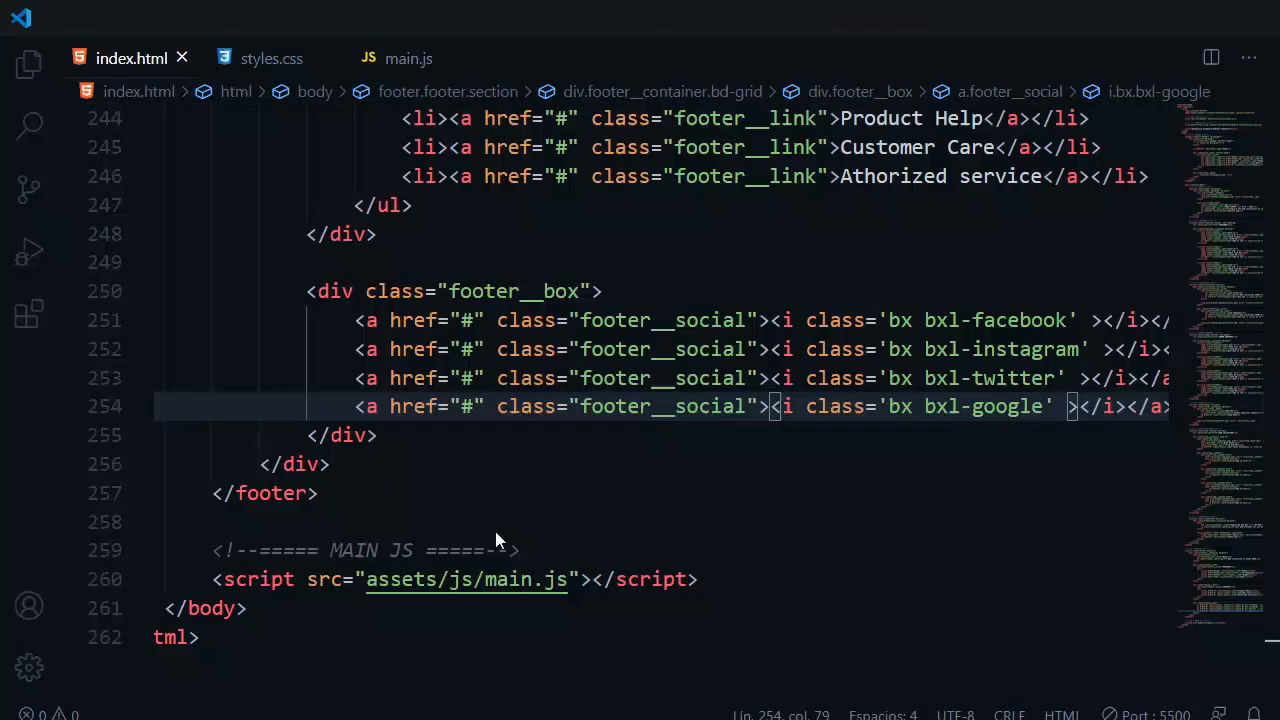 index.html
styles.css
JS main.js
index.html > html > body > footer.footer.section > div.footer__container.bd-grid > div.footer__box > a.footer__social > i.bx.bxl-google
244 <li><a href="#" class="footer__link">Product Help</a></li>
245 <li><a href="#" class="footer__link">Customer Care</a></li>
246 <li><a href="#" class="footer__link">Athorized service</a></li>
247 </ul>
248 </div>
249
250 <div class="footer__box">
251 <a href="#" class="footer__social"><i class='bx bxl-facebook' ></i></
252 <a href="#" class="footer__social"><i class='bx bxl-instagram' ></i><
253 <a href="#" class="footer__social"><i class='bx bxl-twitter' ></i></a
254 <a href="#" class="footer__social"><i class='bx bxl-google' ></i></a>
255 </div>
256 </div>
257 </footer>
258
259 <!--===== MAIN JS =====-->
260 <script src="assets/js/main.js"></script>
261 </body>
262 tml>
0 0 Lín. 254, col. 79 Espacios: 4 UTF-8 CRLF HTML Port : 5500